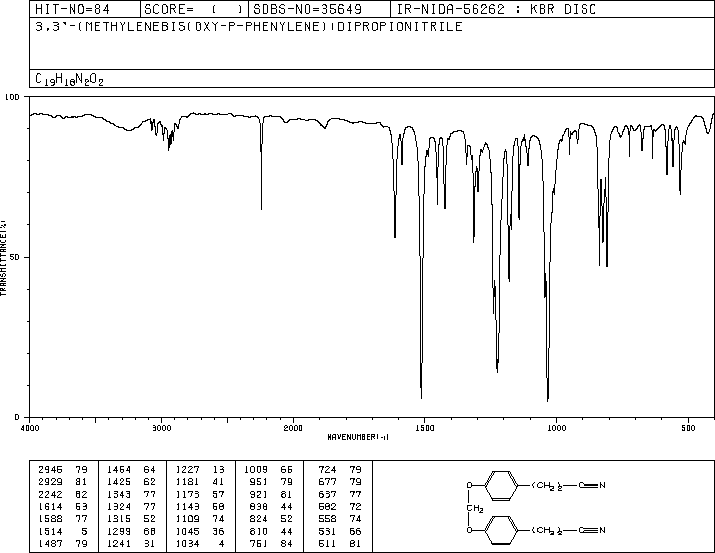 HIT-NO=84 SCORE= ( ) SDBS-NO=35649 IR-NIDA-56262 : KBR DISC
3,3'-(METHYLENEBIS(OXY-P-PHENYLENE))DIPROPIONITRILE
C19H18N2O2
100
50
0
TRANSMITTANCE(%)
4000 3000 2000 1500 1000 500
WAVENUMBER(-1)
2946 79 1464 64 1227 13 1009 66 724 79
2929 81 1425 62 1181 41 951 79 677 79
2242 62 1343 77 1173 57 921 81 637 77
1614 53 1324 77 1143 58 838 44 582 72
1588 77 1315 52 1109 74 824 52 558 74
1514 5 1299 68 1045 36 810 44 531 66
1487 79 1241 31 1034 4 761 84 511 81
O (CH2)2 C N
CH2
O (CH2)2 C N